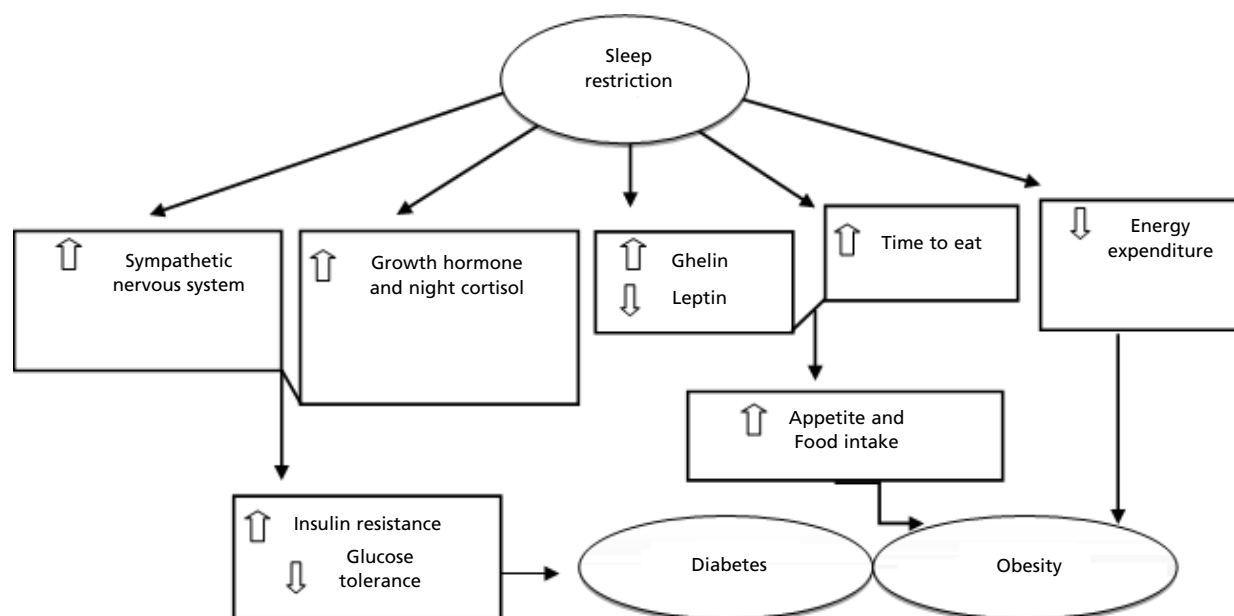 Sleep
restriction
Sympathetic
nervous system
Growth hormone
and night cortisol
Ghelin
Leptin
Time to eat
Energy
expenditure
Appetite and
Food intake
Insulin resistance
Glucose
tolerance
Diabetes
Obesity